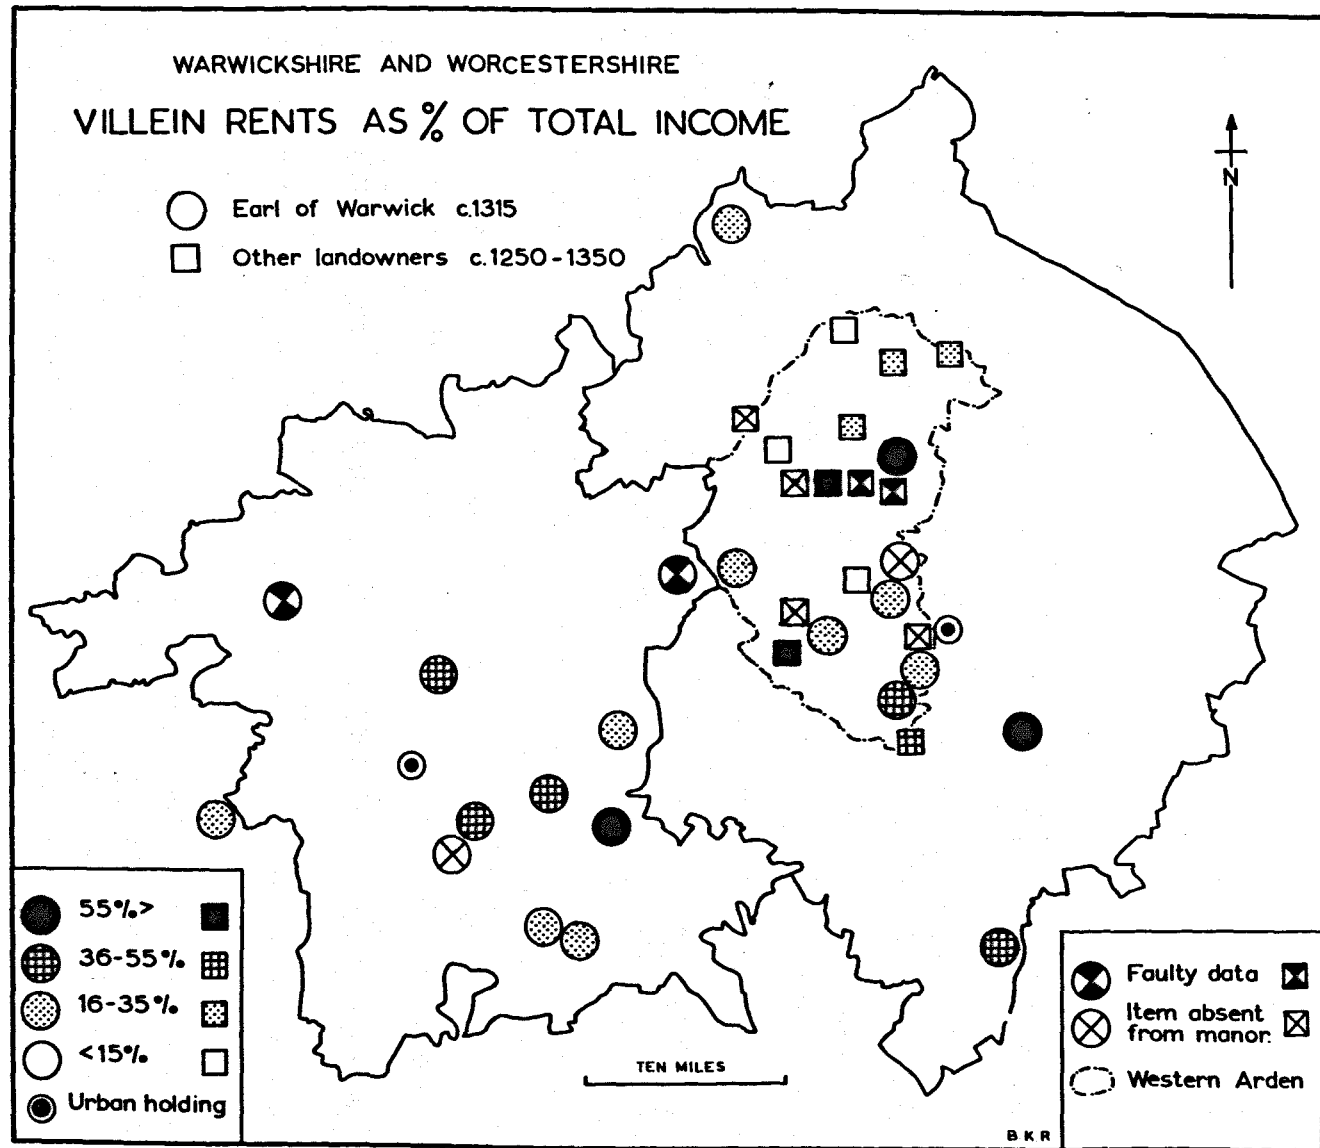 WARWICKSHIRE AND WORCESTERSHIRE
VILLEIN RENTS AS % OF TOTAL INCOME
Earl of Warwick c.1315
Other landowners c.1250-1350
N
55%>
36-55%
16-35%
<15%
Urban holding
TEN MILES
Faulty data
Item absent
from manor.
Western Arden
B K R